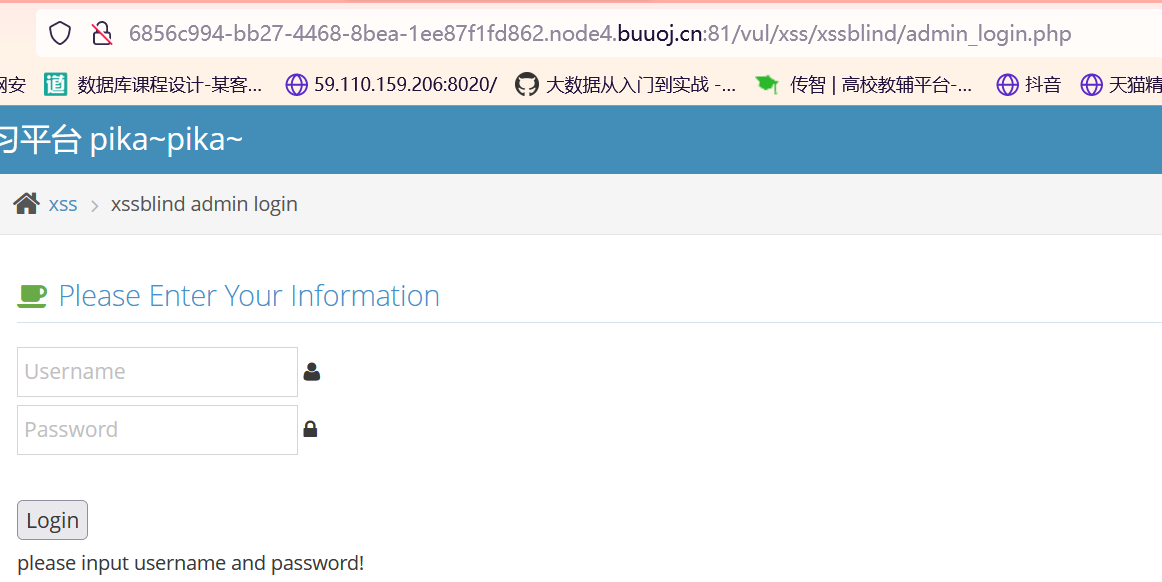 6856c994-bb27-4468-8bea-1ee87f1fd862.node4.buuoj.cn:81/vul/xss/xssblind/admin_login.php
网安 道 数据库课程设计-某客... 59.110.159.206:8020/ 大数据从入门到实战 -... 传智 | 高校教辅平台-... 抖音 天猫精
习平台 pika~pika~
xss > xssblind admin login
Please Enter Your Information
Username
Password
Login
please input username and password!